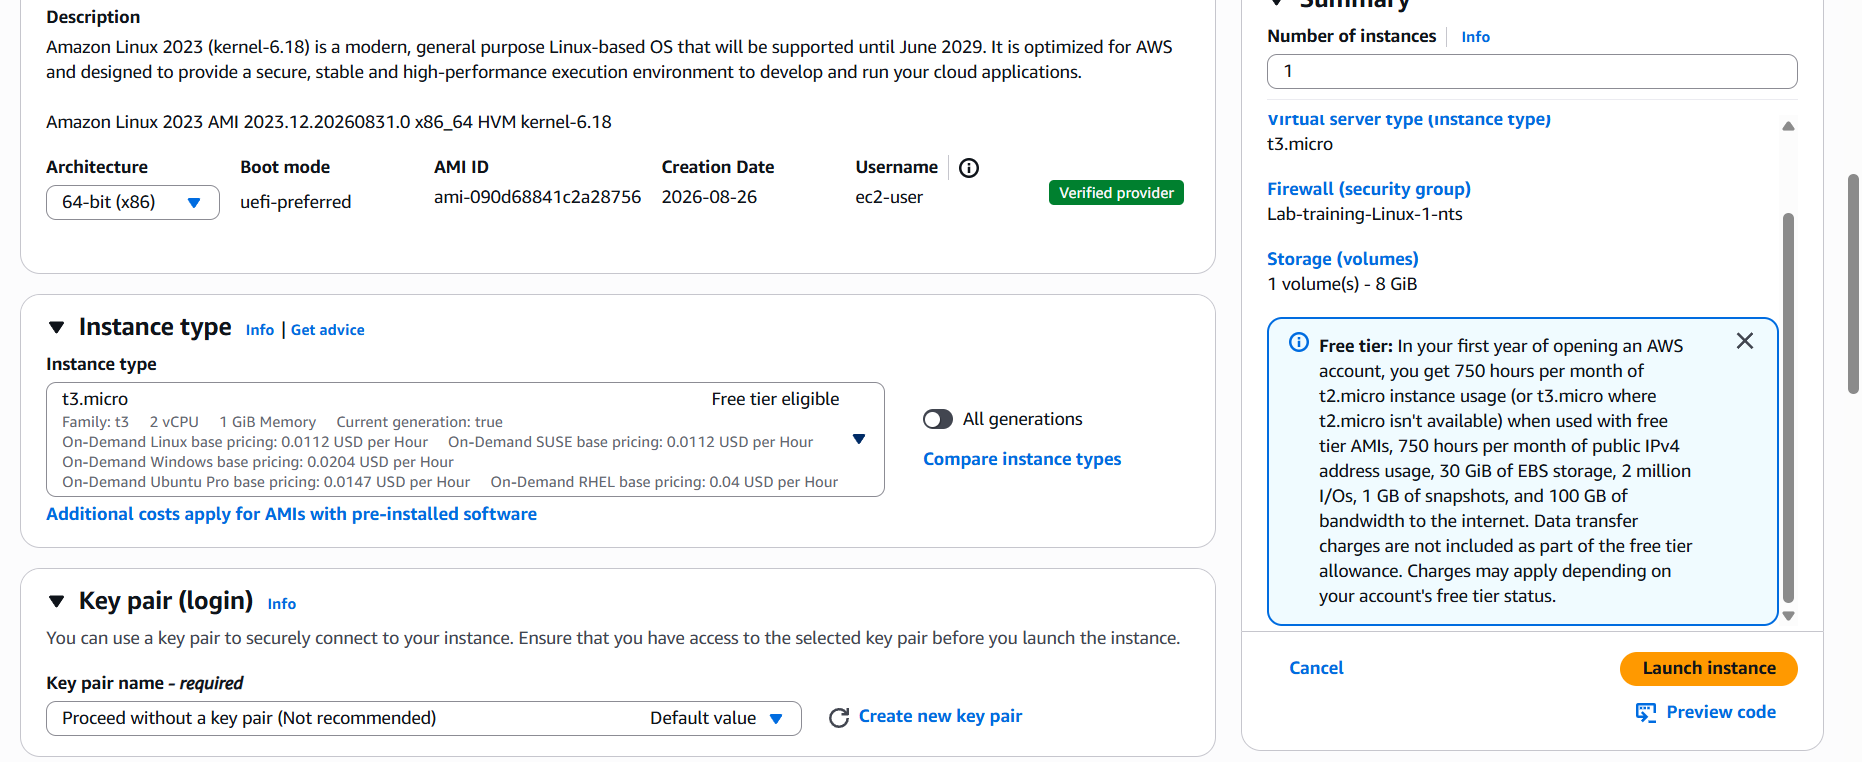 Description
Amazon Linux 2023 (kernel-6.18) is a modern, general purpose Linux-based OS that will be supported until June 2029. It is optimized for AWS
and designed to provide a secure, stable and high-performance execution environment to develop and run your cloud applications.
Amazon Linux 2023 AMI 2023.12.20260831.0 x86_64 HVM kernel-6.18
Architecture
64-bit (x86)
Boot mode
uefi-preferred
AMI ID
ami-090d68841c2a28756
Creation Date
2026-08-26
Username
ec2-user
Verified provider
Instance type Info | Get advice
Instance type
t3.micro Free tier eligible
Family: t3 2 vCPU 1 GiB Memory Current generation: true
On-Demand Linux base pricing: 0.0112 USD per Hour On-Demand SUSE base pricing: 0.0112 USD per Hour
On-Demand Windows base pricing: 0.0204 USD per Hour
On-Demand Ubuntu Pro base pricing: 0.0147 USD per Hour On-Demand RHEL base pricing: 0.04 USD per Hour
All generations
Compare instance types
Additional costs apply for AMIs with pre-installed software
Key pair (login) Info
You can use a key pair to securely connect to your instance. Ensure that you have access to the selected key pair before you launch the instance.
Key pair name - required
Proceed without a key pair (Not recommended) Default value
Create new key pair
Summary
Number of instances Info
1
Virtual server type (instance type)
t3.micro
Firewall (security group)
Lab-training-Linux-1-nts
Storage (volumes)
1 volume(s) - 8 GiB
Free tier: In your first year of opening an AWS
account, you get 750 hours per month of
t2.micro instance usage (or t3.micro where
t2.micro isn't available) when used with free
tier AMIs, 750 hours per month of public IPv4
address usage, 30 GiB of EBS storage, 2 million
I/Os, 1 GB of snapshots, and 100 GB of
bandwidth to the internet. Data transfer
charges are not included as part of the free tier
allowance. Charges may apply depending on
your account's free tier status.
Cancel
Launch instance
Preview code